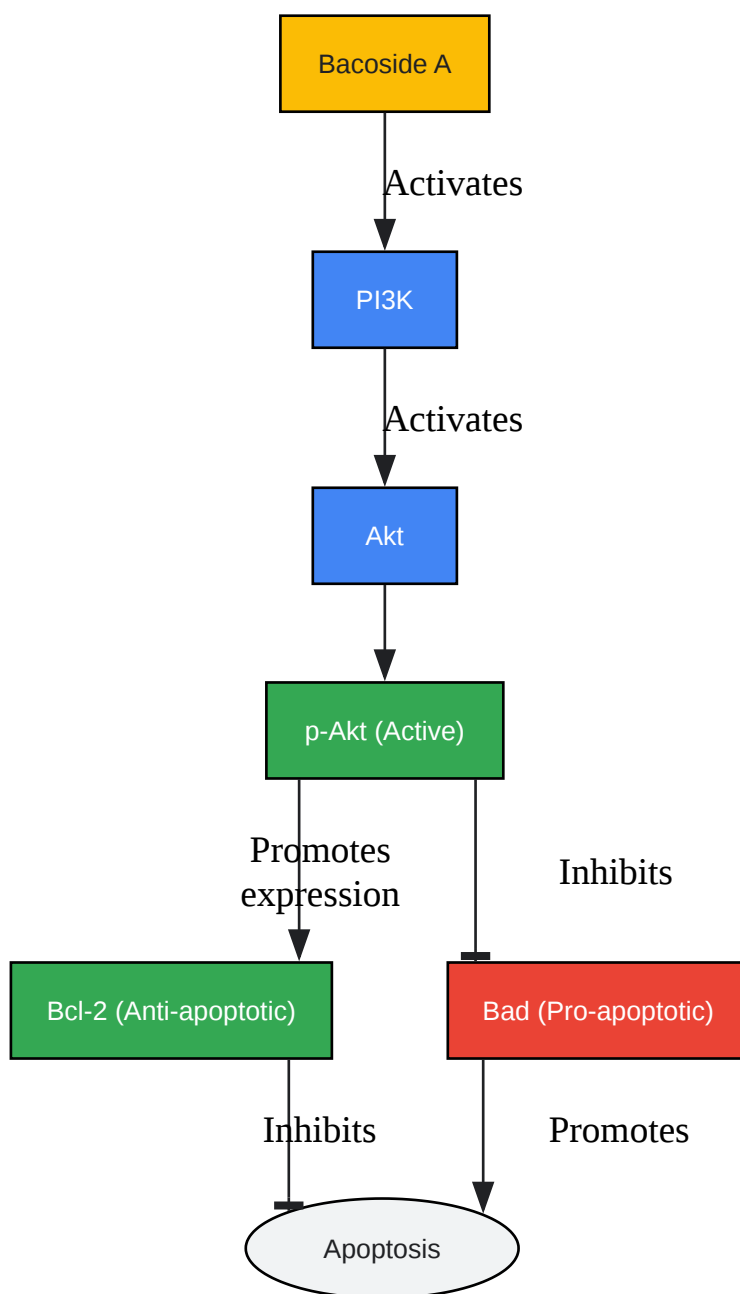 Bacoside A
Activates
PI3K
Activates
Akt
p-Akt (Active)
Promotes
expression
Inhibits
Bcl-2 (Anti-apoptotic)
Bad (Pro-apoptotic)
Inhibits
Promotes
Apoptosis